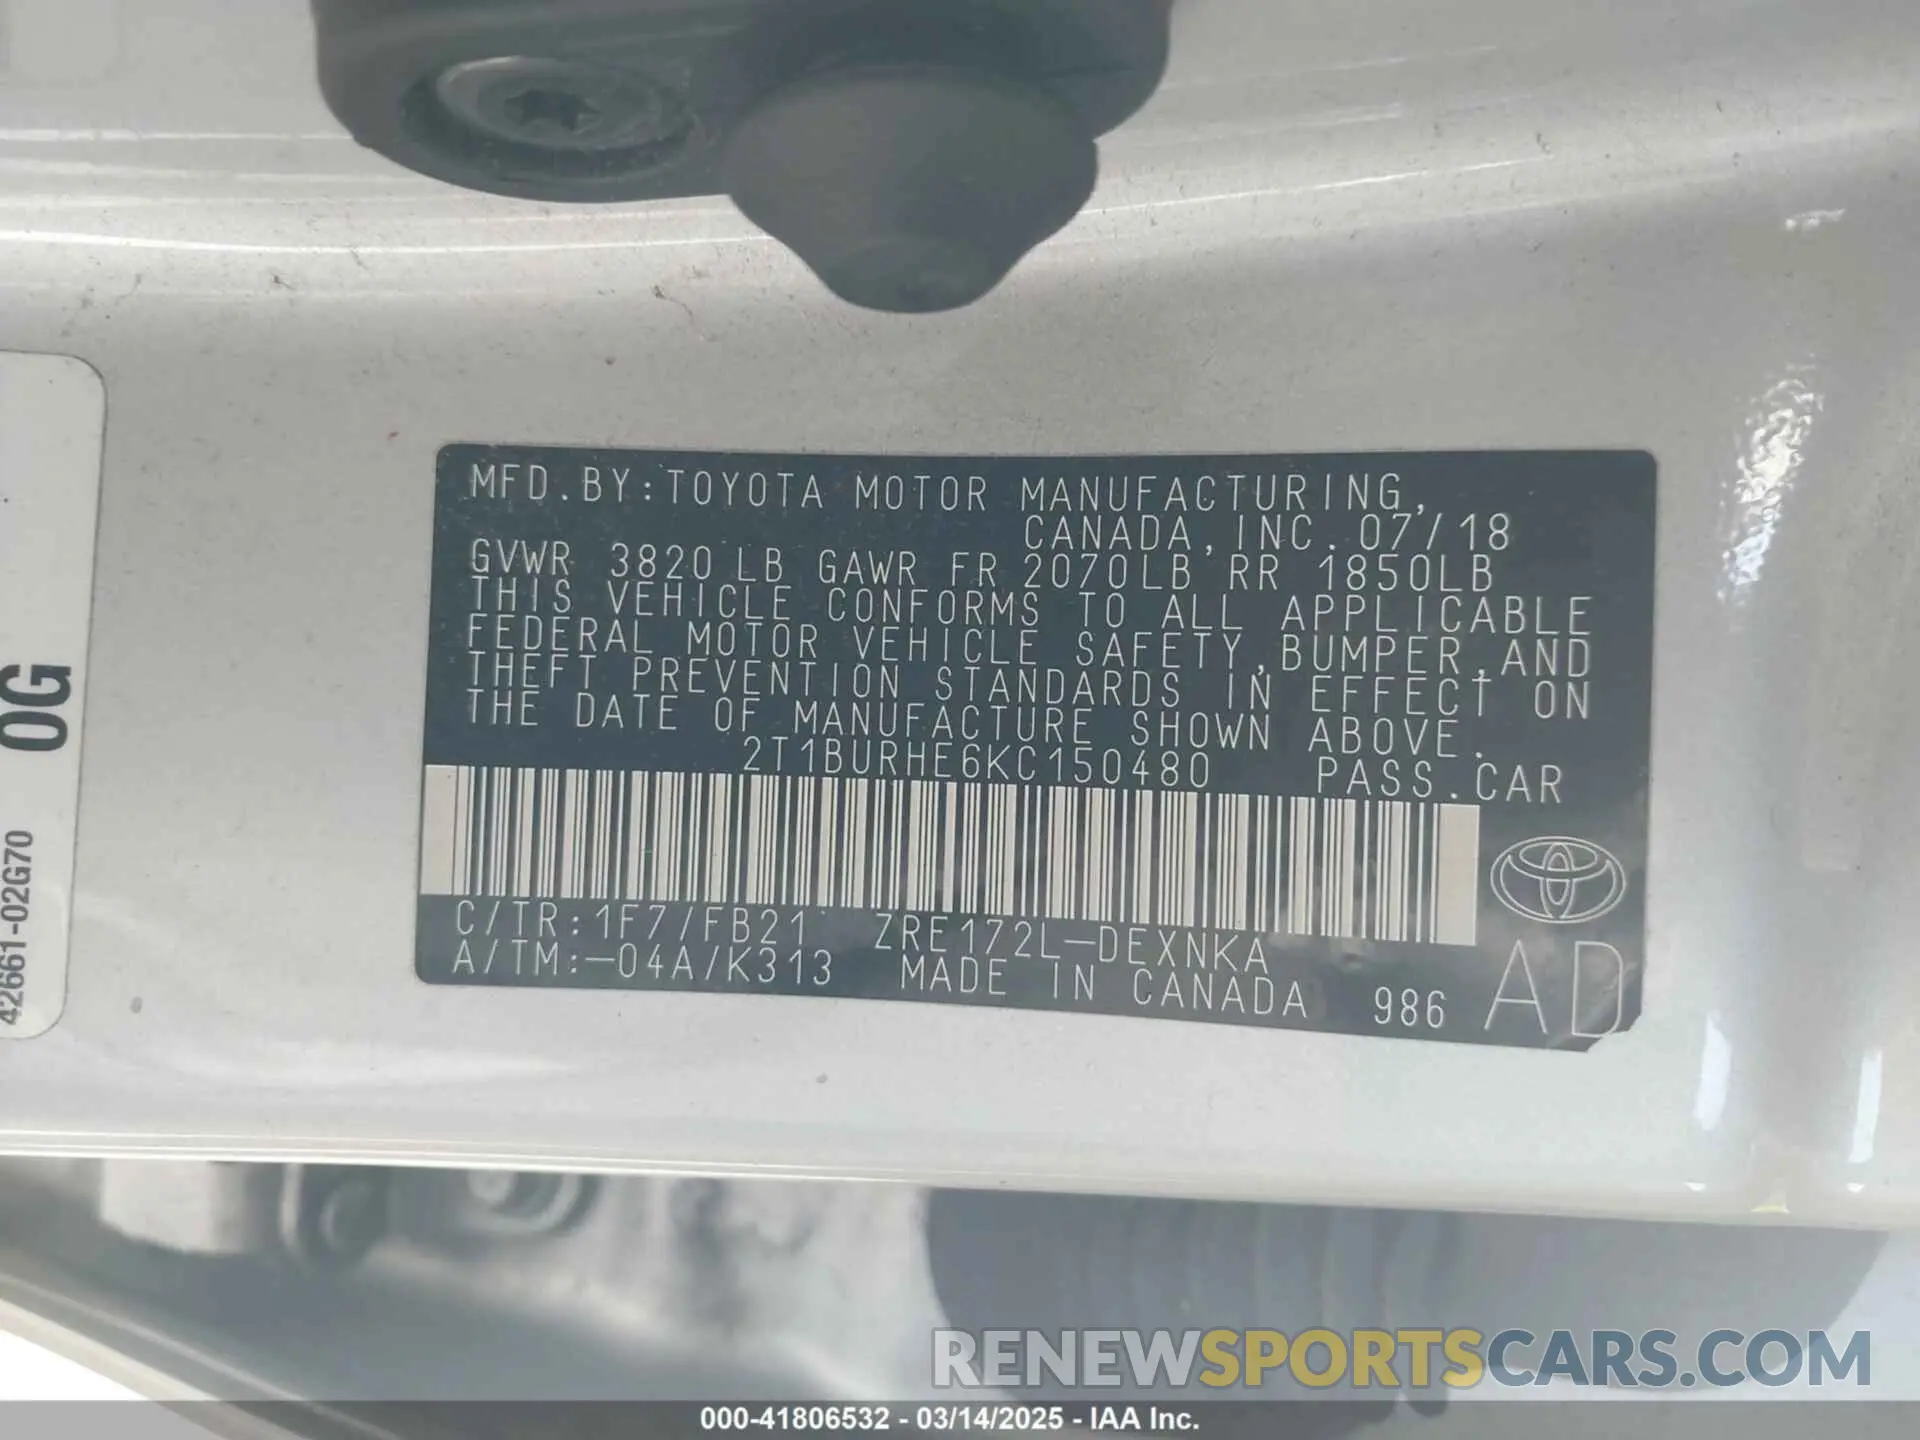 MFD.BY:TOYOTA MOTOR MANUFACTURING,
CANADA,INC. 07/18
GVWR 3820 LB GAWR FR 2070LB RR 1850LB
THIS VEHICLE CONFORMS TO ALL APPLICABLE
FEDERAL MOTOR VEHICLE SAFETY,BUMPER,AND
THEFT PREVENTION STANDARDS IN EFFECT ON
THE DATE OF MANUFACTURE SHOWN ABOVE.
2T1BURHE6KC150480 PASS.CAR
C/TR:1F7/FB21 ZRE172L-DEXNKA
A/TM:-04A/K313 MADE IN CANADA 986 AD
0G
42661-02G70
RENEWSPORTSCARS.COM
000-41806532 - 03/14/2025 - IAA Inc.